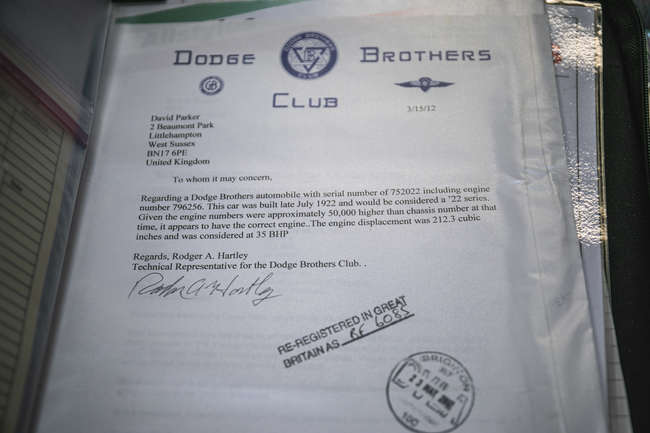 DODGE BROTHERS
CLUB
3/15/12
David Parker
2 Beaumont Park
Littlehampton
West Sussex
BN17 6PE
United Kingdom
To whom it may concern,
Regarding a Dodge Brothers automobile with serial number of 752022 including engine
number 796256. This car was built late July 1922 and would be considered a '22 series.
Given the engine numbers were approximately 50,000 higher than chassis number at that
time, it appears to have the correct engine..The engine displacement was 212.3 cubic
inches and was considered at 35 BHP
Regards, Rodger A. Hartley
Technical Representative for the Dodge Brothers Club. .
Rodger A Hartley
RE-REGISTERED IN GREAT
BRITAIN AS BF 6085
BRIGHTON